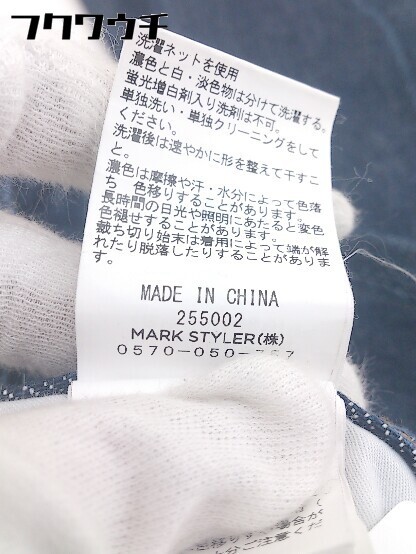 フクウクチ
洗濯ネットを使用
濃色と白・淡色物は分けて洗濯する。
蛍光増白剤入り洗剤は不可。
単独洗い・単独クリーニングをして
ください。
洗濯後は速やかに形を整えて干すこ
と。
濃色は摩擦や汗・水分によって色落
ち 色移りすることがあります。
長時間の日光や照明にあたると変色
色褪せすることがあります。
裁ち切り始末は着用によって端が解
れたり脱落したりすることがありま
す。
MADE IN CHINA
255002
MARK STYLER(株)
0570-050-